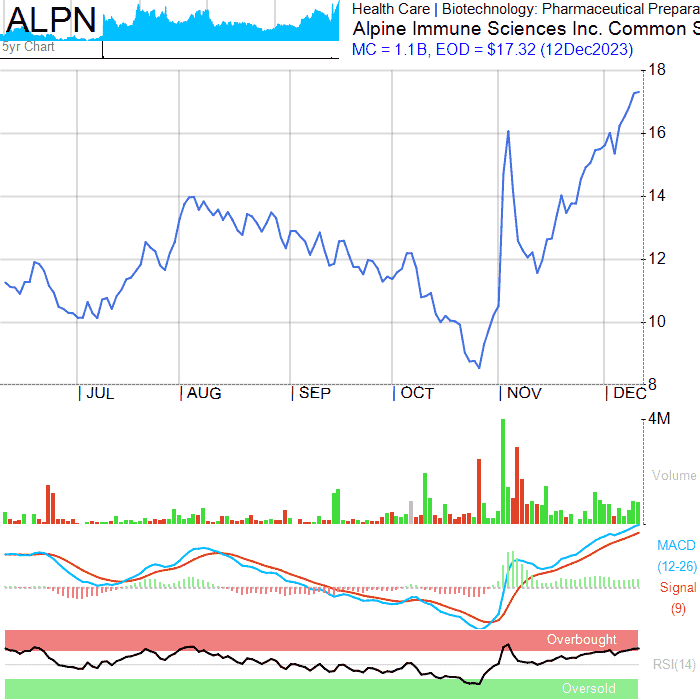 ALPN
5yr Chart
Health Care | Biotechnology: Pharmaceutical Prepara
Alpine Immune Sciences Inc. Common S
MC = 1.1B, EOD = $17.32 (12Dec2023)
18
16
14
12
10
8
JUL AUG SEP OCT NOV DEC
4M
Volume
MACD
(12-26)
Signal
(9)
Overbought
RSI(14)
Oversold